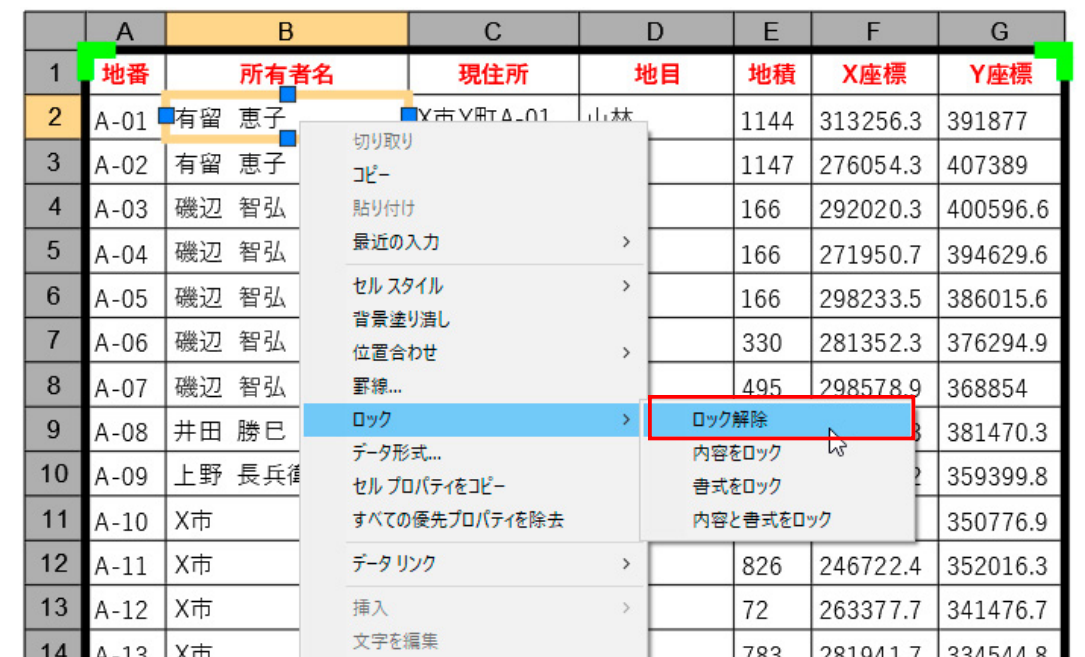 A B C D E F G
1 地番 所有者名 現住所 地目 地積 X座標 Y座標
2 A-01 有留 恵子 X市Y町A-01 山林 1144 313256.3 391877
3 A-02 有留 恵子 1147 276054.3 407389
4 A-03 磯辺 智弘 166 292020.3 400596.6
5 A-04 磯辺 智弘 166 271950.7 394629.6
6 A-05 磯辺 智弘 166 298233.5 386015.6
7 A-06 磯辺 智弘 330 281352.3 376294.9
8 A-07 磯辺 智弘 495 298578.9 368854
9 A-08 井田 勝巳 381470.3
10 A-09 上野 長兵衛 359399.8
11 A-10 X市 350776.9
12 A-11 X市 826 246722.4 352016.3
13 A-12 X市 72 263377.7 341476.7
14 A-13 X市 783 281941.7 334544.8
切り取り
コピー
貼り付け
最近の入力
セル スタイル
背景塗り潰し
位置合わせ
罫線...
ロック
データ形式...
セル プロパティをコピー
すべての優先プロパティを除去
データ リンク
挿入
文字を編集
ロック解除
内容をロック
書式をロック
内容と書式をロック